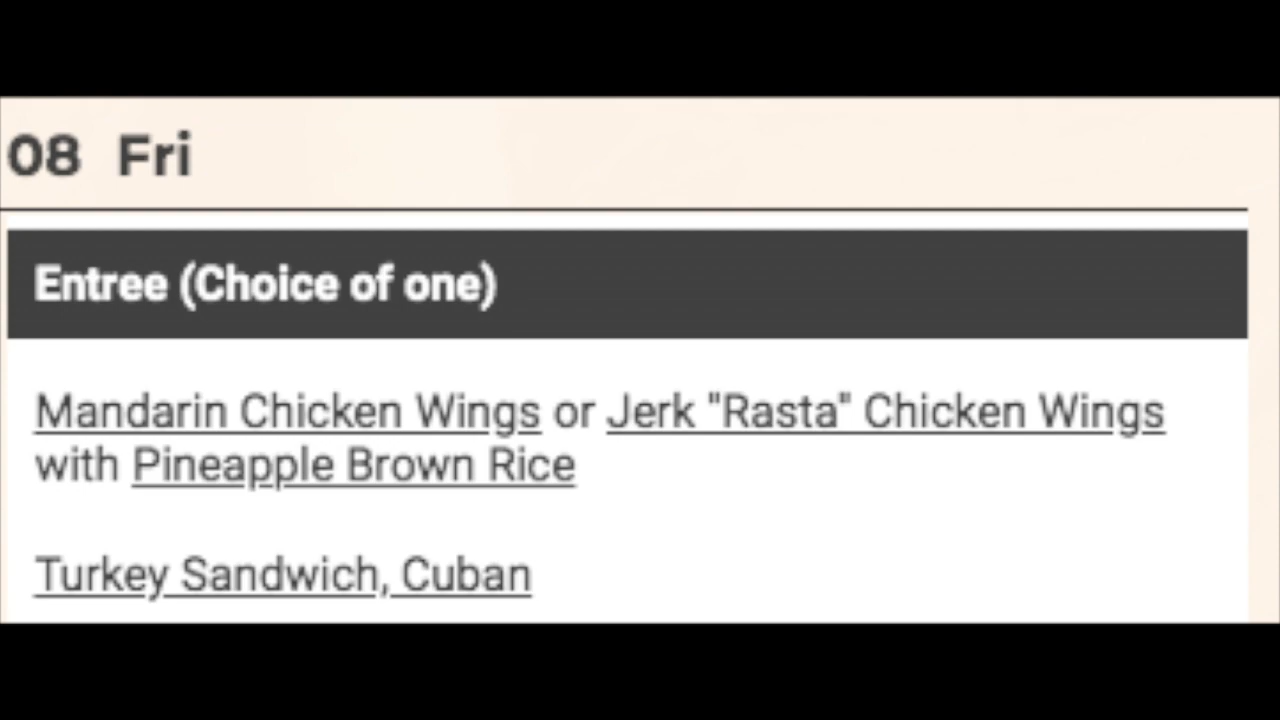 08 Fri
Entree (Choice of one)
Mandarin Chicken Wings or Jerk "Rasta" Chicken Wings
with Pineapple Brown Rice
Turkey Sandwich, Cuban